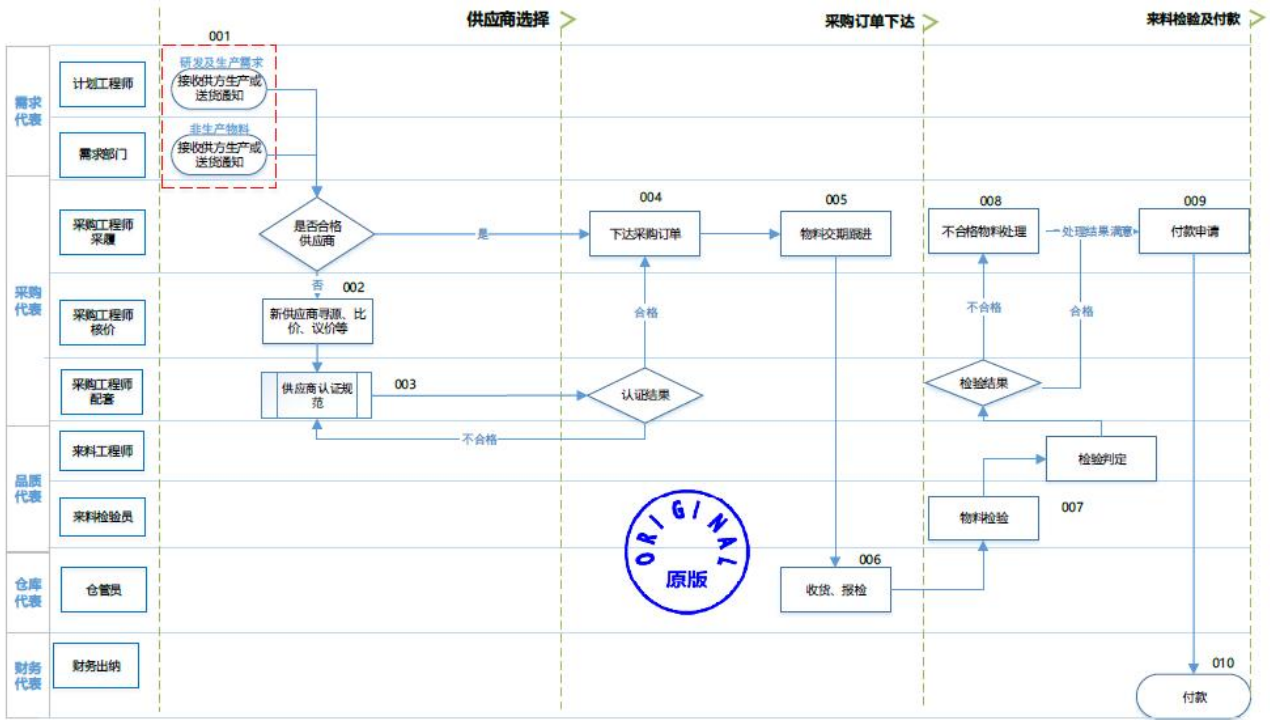 供应商选择
采购订单下达
来料检验及付款
001
需求
代表
计划工程师
研发及生产需求
接收供方生产或
送货通知
需求部门
非生产物料
接收供方生产或
送货通知
采购
代表
采购工程师
采履
是否合格
供应商
是
004
下达采购订单
005
物料交期跟进
008
不合格物料处理
处理结果满意
009
付款申请
否
002
采购工程师
核价
新供应商寻源、比
价、议价等
合格
不合格
合格
采购工程师
配套
供应商认证规
范
003
认证结果
检验结果
不合格
品质
代表
来料工程师
检验判定
来料检验员
物料检验
007
ORIGINAL
原版
仓库
代表
仓管员
006
收货、报检
财务
代表
财务出纳
010
付款